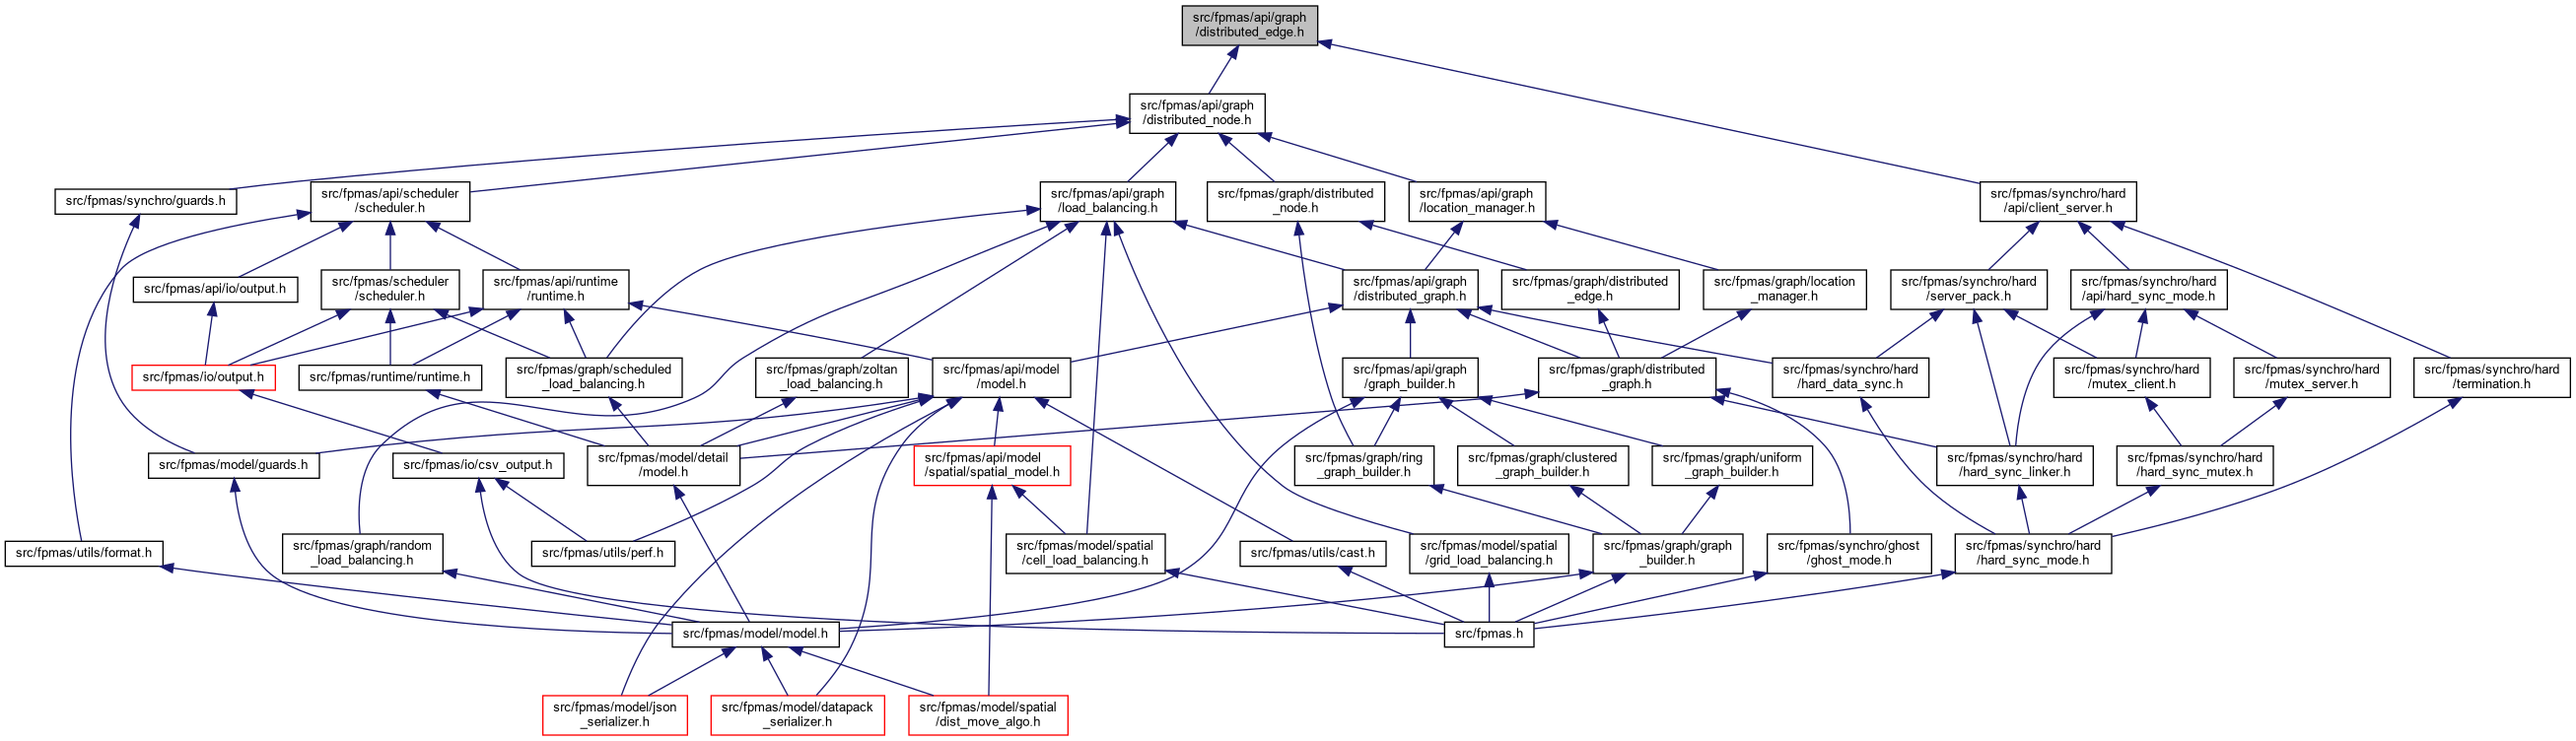 src/fpmas/api/graph
/distributed_edge.h
src/fpmas/api/graph
/distributed_node.h
src/fpmas/synchro/guards.h
src/fpmas/api/scheduler
/scheduler.h
src/fpmas/api/graph
/load_balancing.h
src/fpmas/graph/distributed
_node.h
src/fpmas/api/graph
/location_manager.h
src/fpmas/synchro/hard
/api/client_server.h
src/fpmas/api/io/output.h
src/fpmas/scheduler
/scheduler.h
src/fpmas/api/runtime
/runtime.h
src/fpmas/api/graph
/distributed_graph.h
src/fpmas/graph/distributed
_edge.h
src/fpmas/graph/location
_manager.h
src/fpmas/synchro/hard
/server_pack.h
src/fpmas/synchro/hard
/api/hard_sync_mode.h
src/fpmas/io/output.h
src/fpmas/runtime/runtime.h
src/fpmas/graph/scheduled
_load_balancing.h
src/fpmas/graph/zoltan
_load_balancing.h
src/fpmas/api/model
/model.h
src/fpmas/api/graph
/graph_builder.h
src/fpmas/graph/distributed
_graph.h
src/fpmas/synchro/hard
/hard_data_sync.h
src/fpmas/synchro/hard
/mutex_client.h
src/fpmas/synchro/hard
/mutex_server.h
src/fpmas/synchro/hard
/termination.h
src/fpmas/model/guards.h
src/fpmas/io/csv_output.h
src/fpmas/model/detail
/model.h
src/fpmas/api/model
/spatial/spatial_model.h
src/fpmas/graph/ring
_graph_builder.h
src/fpmas/graph/clustered
_graph_builder.h
src/fpmas/graph/uniform
_graph_builder.h
src/fpmas/synchro/hard
/hard_sync_linker.h
src/fpmas/synchro/hard
/hard_sync_mutex.h
src/fpmas/utils/format.h
src/fpmas/graph/random
_load_balancing.h
src/fpmas/utils/perf.h
src/fpmas/model/spatial
/cell_load_balancing.h
src/fpmas/utils/cast.h
src/fpmas/model/spatial
/grid_load_balancing.h
src/fpmas/graph/graph
_builder.h
src/fpmas/synchro/ghost
/ghost_mode.h
src/fpmas/synchro/hard
/hard_sync_mode.h
src/fpmas/model/model.h
src/fpmas.h
src/fpmas/model/json
_serializer.h
src/fpmas/model/datapack
_serializer.h
src/fpmas/model/spatial
/dist_move_algo.h